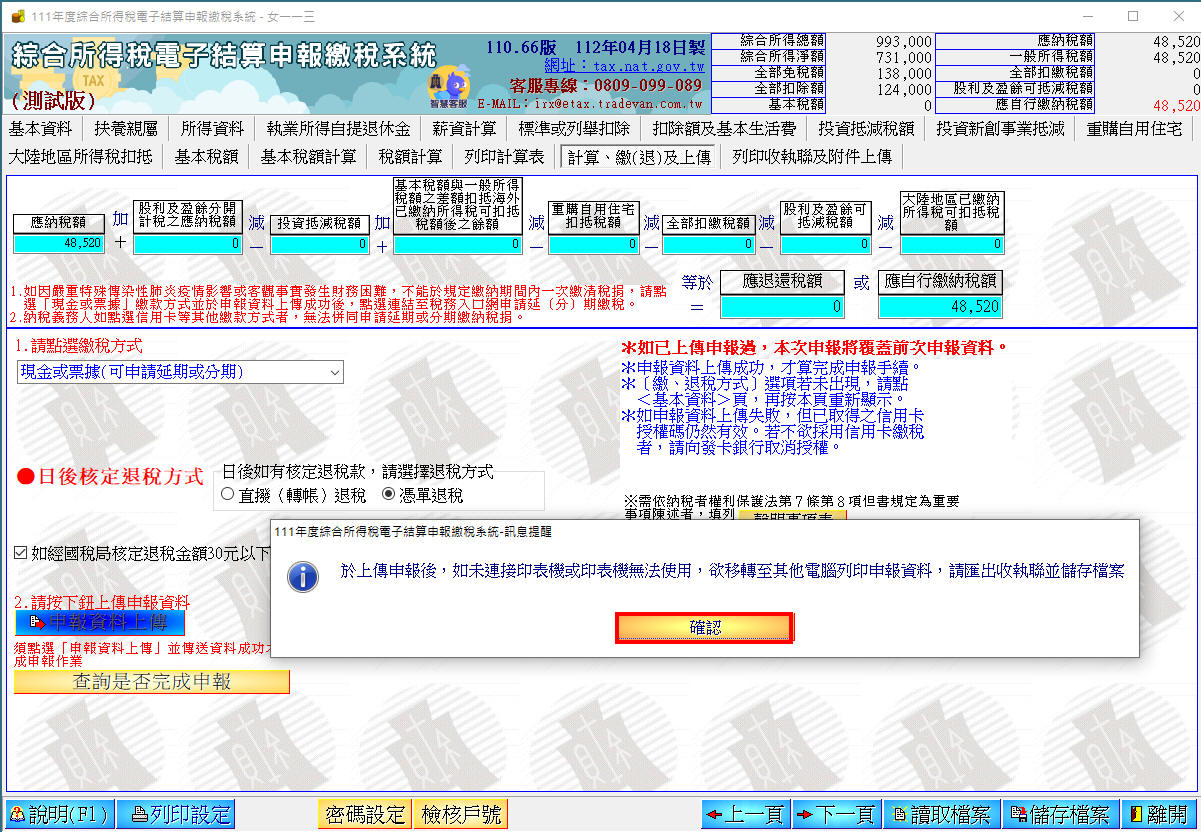 111年度綜合所得稅電子結算申報繳稅系統 - 女一一三
綜合所得稅電子結算申報繳稅系統
TAX
(測試版)
110.66版 112年04月18日製
網址：tax.nat.gov.tw
客服專線：0809-099-089
E-MAIL：irx@etax.tradevan.com.tw
智慧客服
綜合所得總額 993,000 應納稅額 48,520
綜合所得淨額 731,000 一般所得稅額 48,520
全部免稅額 138,000 全部扣繳稅額 0
全部扣除額 124,000 股利及盈餘可抵減稅額 0
基本稅額 0 應自行繳納稅額 48,520
基本資料 扶養親屬 所得資料 執業所得自提退休金 薪資計算 標準或列舉扣除 扣除額及基本生活費 投資抵減稅額 投資新創事業抵減 重購自用住宅
大陸地區所得稅扣抵 基本稅額 基本稅額計算 稅額計算 列印計算表 計算、繳(退)及上傳 列印收執聯及附件上傳
應納稅額
48,520
加
＋
股利及盈餘分開
計稅之應納稅額
0
減
－
投資抵減稅額
0
加
＋
基本稅額與一般所得
稅額之差額扣抵海外
已繳納所得稅可扣抵
稅額後之餘額
0
減
－
重購自用住宅
扣抵稅額
0
減
－
全部扣繳稅額
0
減
－
股利及盈餘可
抵減稅額
0
減
－
大陸地區已繳納
所得稅可扣抵稅
額
0
等於
＝
應退還稅額
0
或
應自行繳納稅額
48,520
1.如因嚴重特殊傳染性肺炎疫情影響或客觀事實發生財務困難，不能於規定繳納期間內一次繳清稅捐，請點
選「現金或票據」繳款方式並於申報資料上傳成功後，點選連結至稅務入口網申請延（分）期繳稅。
2.納稅義務人如點選信用卡等其他繳款方式者，無法併同申請延期或分期繳納稅捐。
1.請點選繳稅方式
現金或票據(可申請延期或分期)
＊如已上傳申報過，本次申報將覆蓋前次申報資料。
＊申報資料上傳成功，才算完成申報手續。
＊〔繳、退稅方式〕選項若未出現，請點
＜基本資料＞頁，再按本頁重新顯示。
＊如申報資料上傳失敗，但已取得之信用卡
授權碼仍然有效。若不欲採用信用卡繳稅
者，請向發卡銀行取消授權。
●日後核定退稅方式
日後如有核定退稅款，請選擇退稅方式
直撥（轉帳）退稅 憑單退稅
※需依納稅者權利保護法第７條第８項但書規定為重要
事項陳述者，填列
聲明事項表
如經國稅局核定退稅金額30元以下
111年度綜合所得稅電子結算申報繳稅系統-訊息提醒
於上傳申報後，如未連接印表機或印表機無法使用，欲移轉至其他電腦列印申報資料，請匯出收執聯並儲存檔案
確認
2.請按下鈕上傳申報資料
申報資料上傳
須點選「申報資料上傳」並傳送資料成功才
成申報作業
查詢是否完成申報
說明(F1) 列印設定 密碼設定 檢核戶號 上一頁 下一頁 讀取檔案 儲存檔案 離開